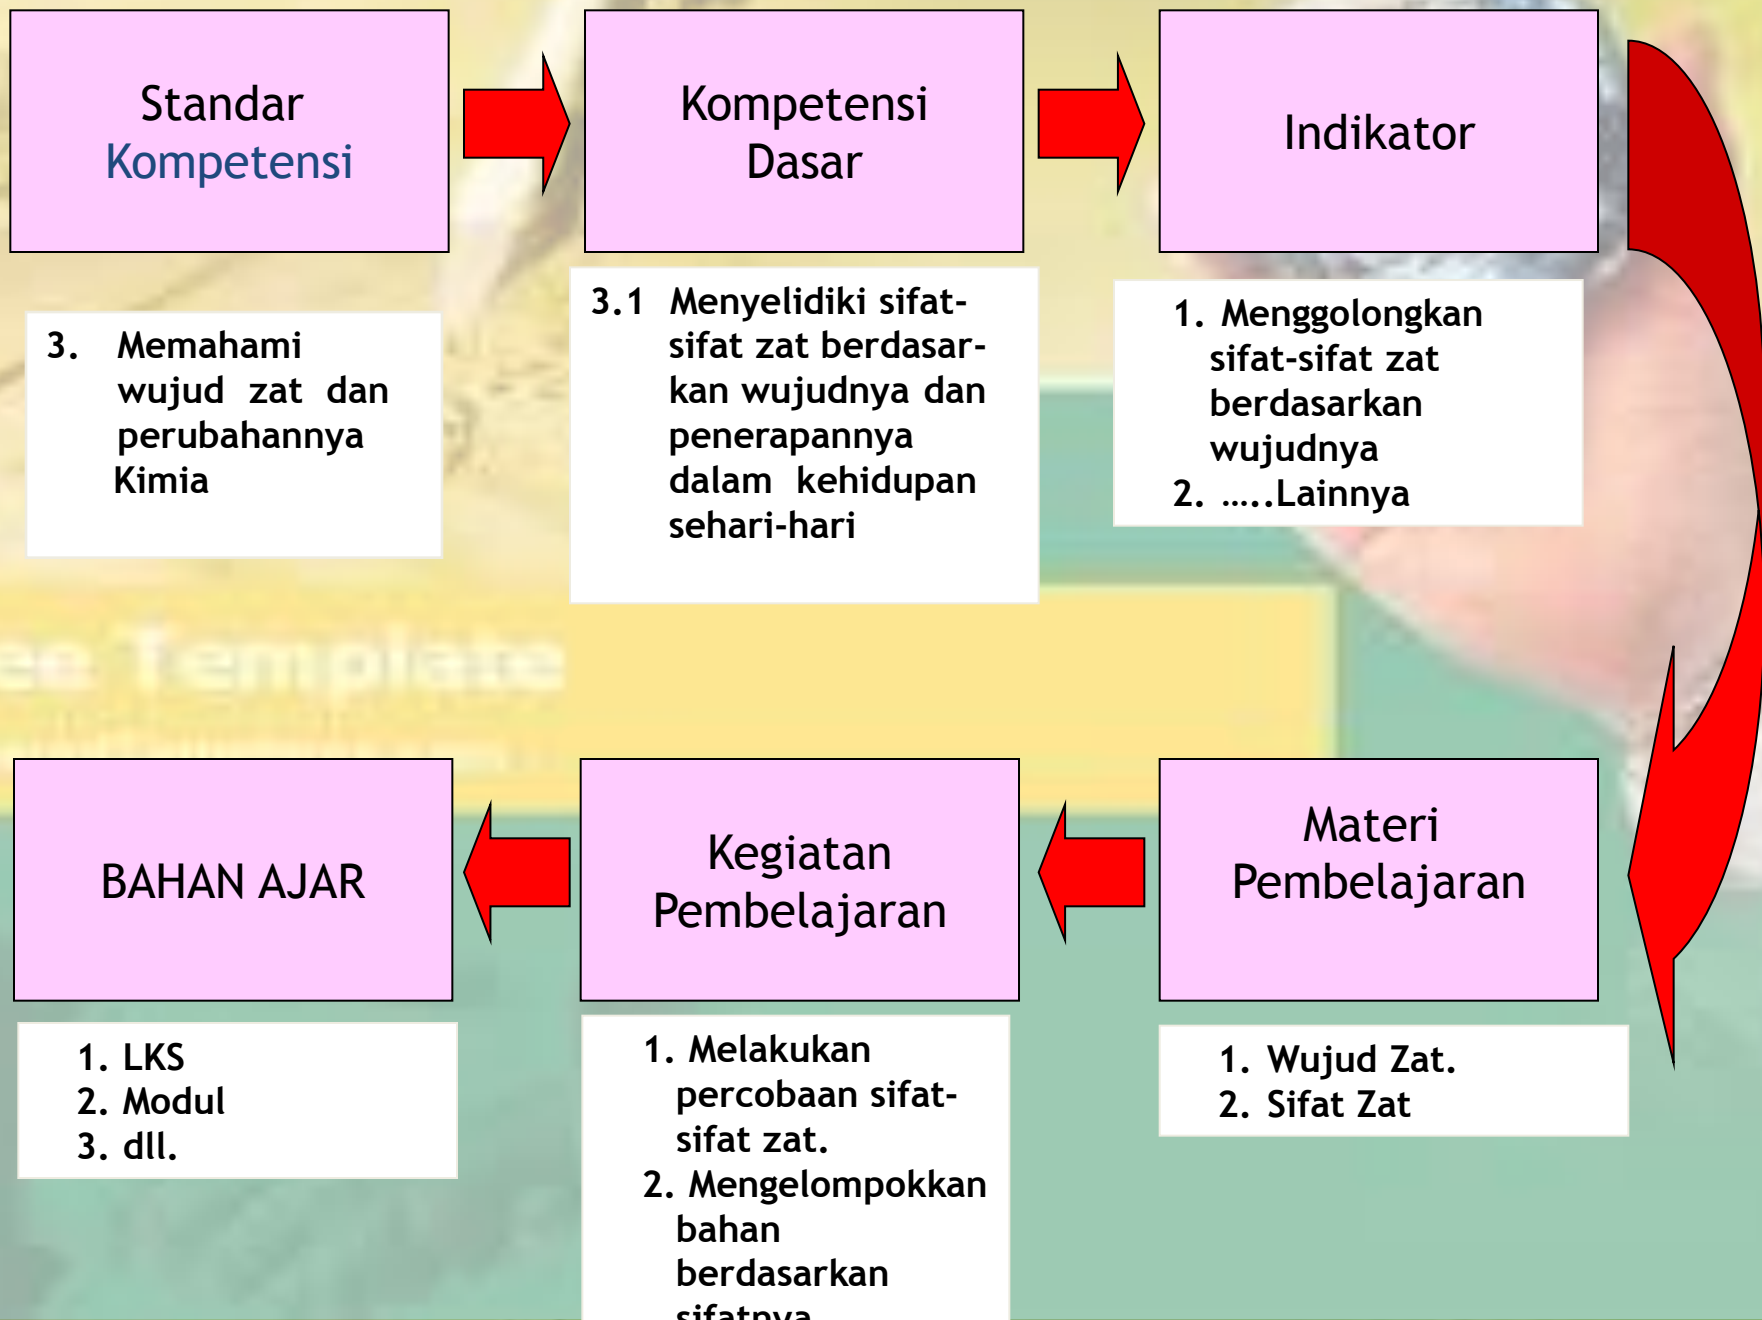 Standar
Kompetensi
Kompetensi
Dasar
Indikator
3. Memahami
wujud zat dan
perubahannya
Kimia
3.1 Menyelidiki sifat-
sifat zat berdasar-
kan wujudnya dan
penerapannya
dalam kehidupan
sehari-hari
1. Menggolongkan
sifat-sifat zat
berdasarkan
wujudnya
2. …..Lainnya
ee Template
BAHAN AJAR
Kegiatan
Pembelajaran
Materi
Pembelajaran
1. LKS
2. Modul
3. dll.
1. Melakukan
percobaan sifat-
sifat zat.
2. Mengelompokkan
bahan
berdasarkan
sifatnya
1. Wujud Zat.
2. Sifat Zat